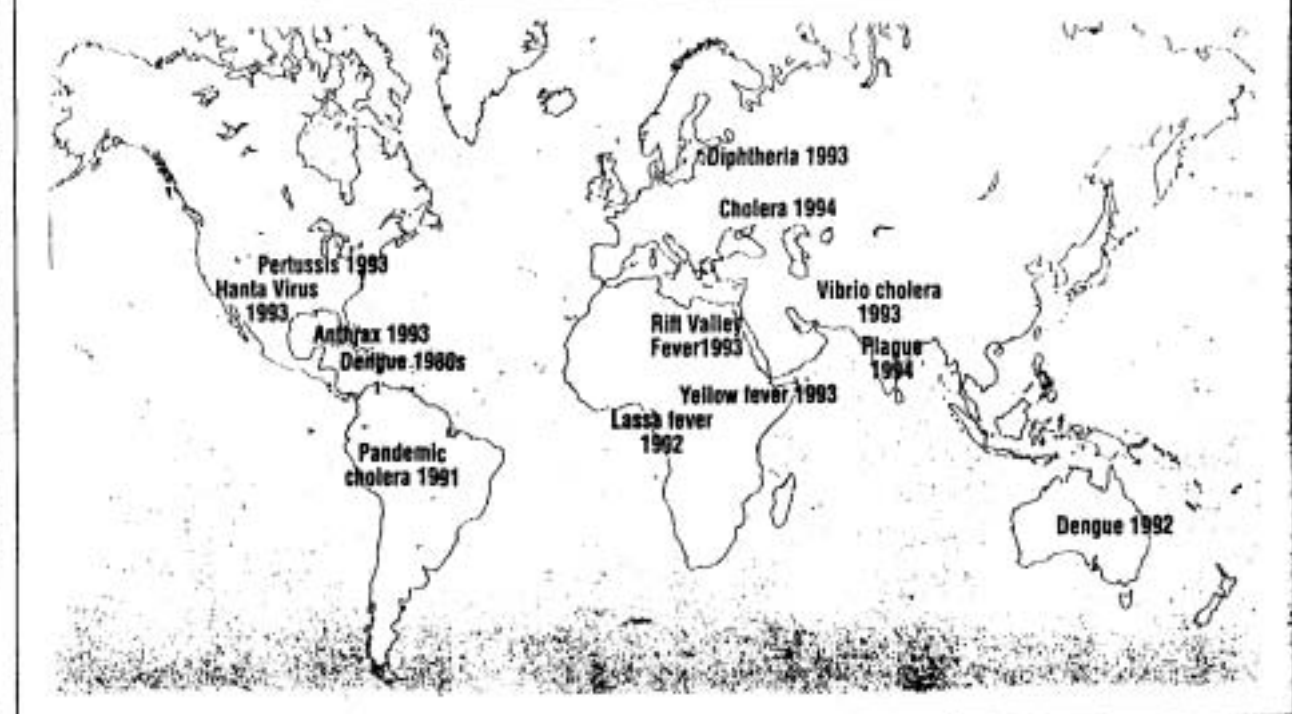 Diphtheria 1993
Cholera 1994
Pertussis 1993
Hanta Virus
1993
Vibrio cholera
1993
Anthrax 1993
Rift Valley
Fever1993
Plague
1994
Dengue 1980s
Yellow fever 1993
Lassa fever
1992
Pandemic
cholera 1991
Dengue 1992